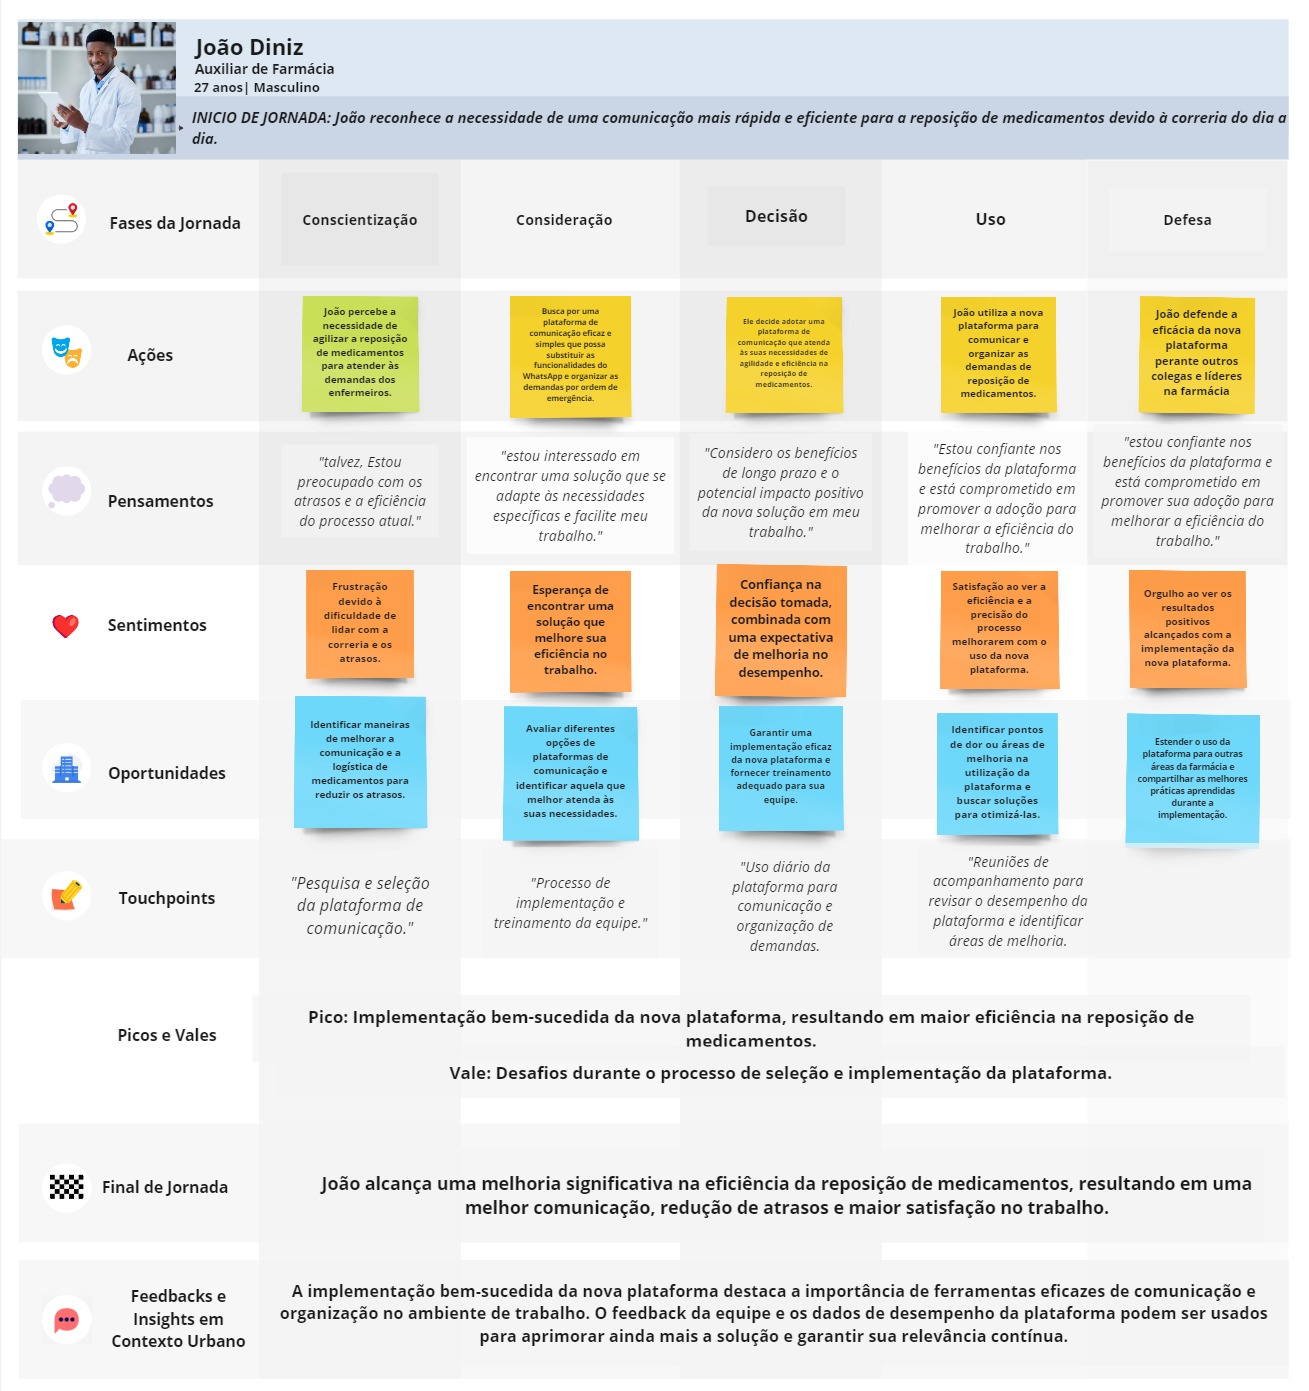 João Diniz
Auxiliar de Farmácia
27 anos| Masculino
INICIO DE JORNADA: João reconhece a necessidade de uma comunicação mais rápida e eficiente para a reposição de medicamentos devido à correria do dia a
dia.
Fases da Jornada
Conscientização
Consideração
Decisão
Uso
Defesa
Ações
João percebe a
necessidade de
agilizar a reposição
de medicamentos
para atender às
demandas dos
enfermeiros.
Busca por uma
plataforma de
comunicação eficaz e
simples que possa
substituir as
funcionalidades do
WhatsApp e organizar as
demandas por ordem de
emergência.
Ele decide adotar uma
plataforma de
comunicação que atenda
às suas necessidades de
agilidade e eficiência na
reposição de
medicamentos.
João utiliza a nova
plataforma para
comunicar e
organizar as
demandas de
reposição de
medicamentos.
João defende a
eficácia da nova
plataforma
perante outros
colegas e líderes
na farmácia
Pensamentos
"talvez, Estou
preocupado com os
atrasos e a eficiência
do processo atual."
"estou interessado em
encontrar uma solução que se
adapte às necessidades
específicas e facilite meu
trabalho."
"Considero os benefícios
de longo prazo e o
potencial impacto positivo
da nova solução em meu
trabalho."
"Estou confiante nos
benefícios da plataforma
e está comprometido em
promover a adoção para
melhorar a eficiência do
trabalho."
"estou confiante nos
benefícios da plataforma e
está comprometido em
promover sua adoção para
melhorar a eficiência do
trabalho."
Sentimentos
Frustração
devido à
dificuldade de
lidar com a
correria e os
atrasos.
Esperança de
encontrar uma
solução que
melhore sua
eficiência no
trabalho.
Confiança na
decisão tomada,
combinada com
uma expectativa
de melhoria no
desempenho.
Satisfação ao ver a
eficiência e a
precisão do
processo
melhorarem com o
uso da nova
plataforma.
Orgulho ao ver os
resultados
positivos
alcançados com a
implementação da
nova plataforma.
Oportunidades
Identificar maneiras
de melhorar a
comunicação e a
logística de
medicamentos para
reduzir os atrasos.
Avaliar diferentes
opções de
plataformas de
comunicação e
identificar aquela que
melhor atenda às
suas necessidades.
Garantir uma
implementação eficaz
da nova plataforma e
fornecer treinamento
adequado para sua
equipe.
Identificar pontos
de dor ou áreas de
melhoria na
utilização da
plataforma e
buscar soluções
para otimizá-las.
Estender o uso da
plataforma para outras
áreas da farmácia e
compartilhar as melhores
práticas aprendidas
durante a
implementação.
Touchpoints
"Pesquisa e seleção
da plataforma de
comunicação."
"Processo de
implementação e
treinamento da equipe."
"Uso diário da
plataforma para
comunicação e
organização de
demandas.
"Reuniões de
acompanhamento para
revisar o desempenho da
plataforma e identificar
áreas de melhoria.
Picos e Vales
Pico: Implementação bem-sucedida da nova plataforma, resultando em maior eficiência na reposição de
medicamentos.
Vale: Desafios durante o processo de seleção e implementação da plataforma.
Final de Jornada
João alcança uma melhoria significativa na eficiência da reposição de medicamentos, resultando em uma
melhor comunicação, redução de atrasos e maior satisfação no trabalho.
Feedbacks e
Insights em
Contexto Urbano
A implementação bem-sucedida da nova plataforma destaca a importância de ferramentas eficazes de comunicação e
organização no ambiente de trabalho. O feedback da equipe e os dados de desempenho da plataforma podem ser usados
para aprimorar ainda mais a solução e garantir sua relevância contínua.